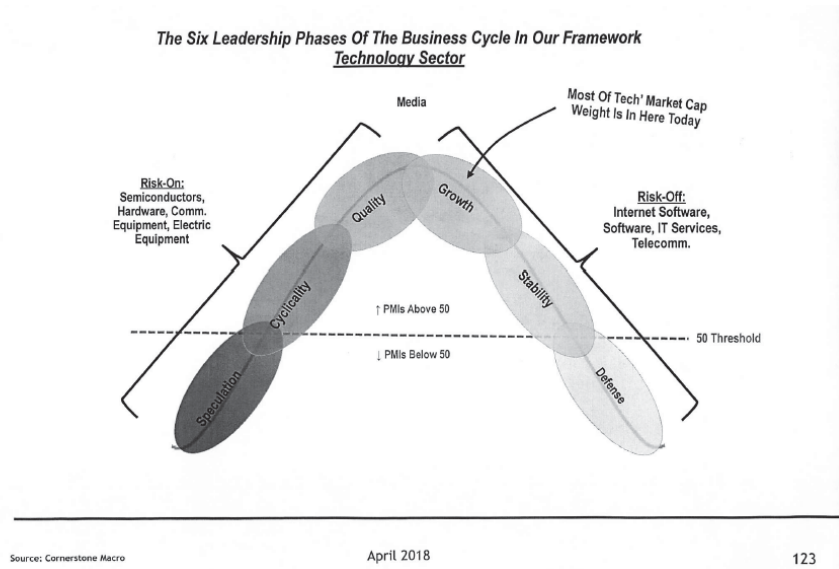 The Six Leadership Phases Of The Business Cycle In Our Framework
Technology Sector
Media
Most Of Tech' Market Cap
Weight Is In Here Today
Risk-On:
Semiconductors,
Hardware, Comm.
Equipment, Electric
Equipment
Risk-Off:
Internet Software,
Software, IT Services,
Telecomm.
Quality
Growth
Cyclicality
Stability
↑ PMIs Above 50
50 Threshold
↓ PMIs Below 50
Speculation
Defense
Source: Cornerstone Macro
April 2018
123